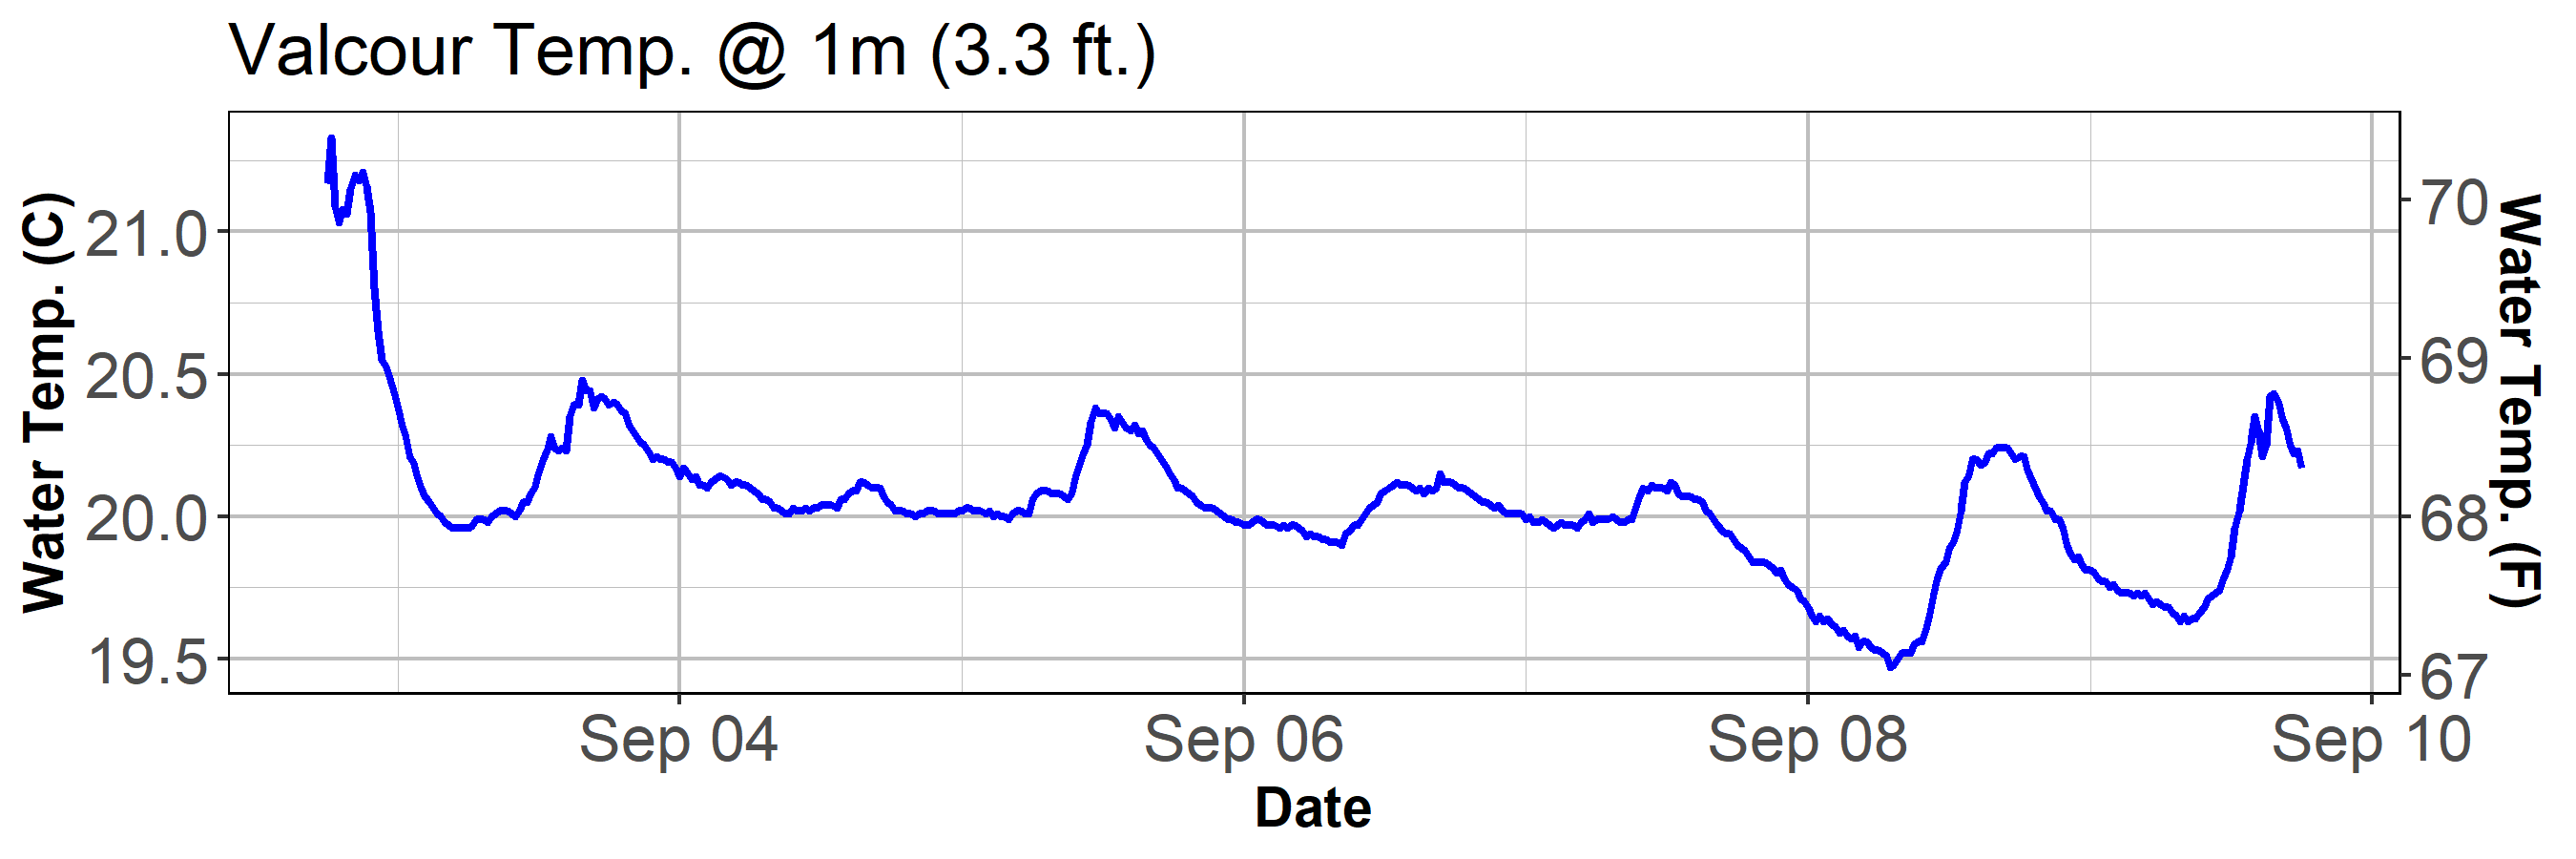 Valcour Temp. @ 1m (3.3 ft.)
Water Temp. (C)
21.0
20.5
20.0
19.5
70
69
68
67
Water Temp. (F)
Sep 04 Sep 06 Sep 08 Sep 10
Date